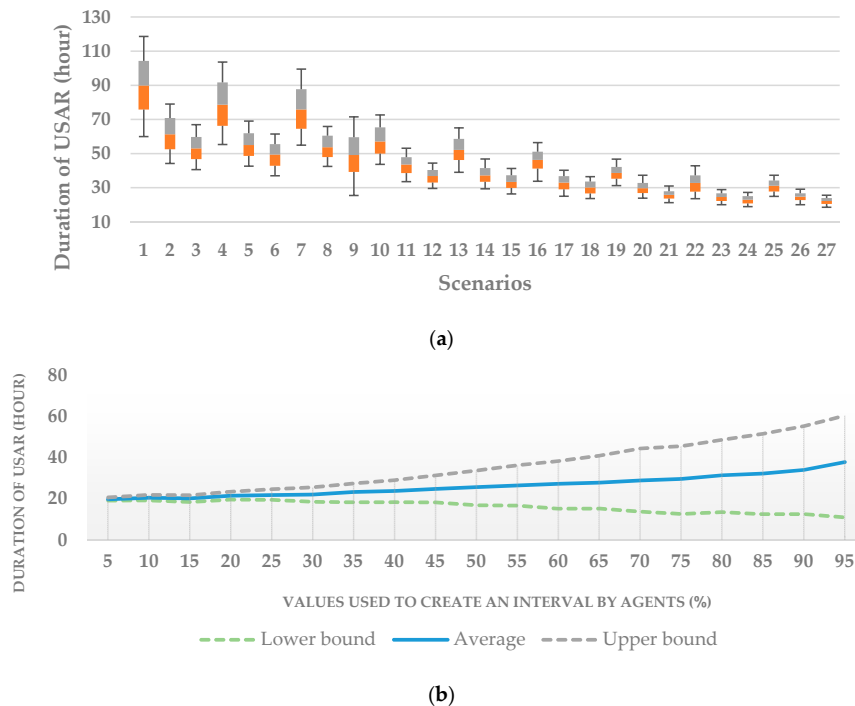 130
110
90
70
50
30
10
Duration of USAR (hour)
1 2 3 4 5 6 7 8 9 10 11 12 13 14 15 16 17 18 19 20 21 22 23 24 25 26 27
Scenarios
(a)
80
60
40
20
0
DURATION OF USAR (HOUR)
5 10 15 20 25 30 35 40 45 50 55 60 65 70 75 80 85 90 95
VALUES USED TO CREATE AN INTERVAL BY AGENTS (%)
Lower bound Average Upper bound
(b)